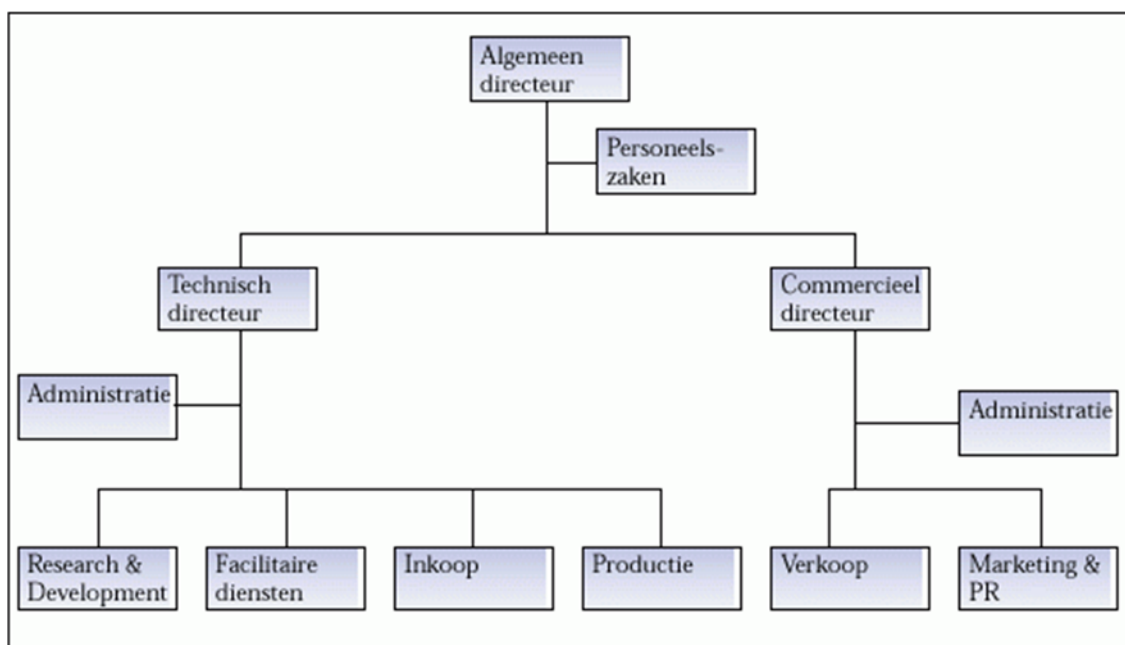 Algemeen
directeur
Personeels-
zaken
Technisch
directeur
Commercieel
directeur
Administratie
Administratie
Research &
Development
Facilitaire
diensten
Inkoop
Productie
Verkoop
Marketing &
PR